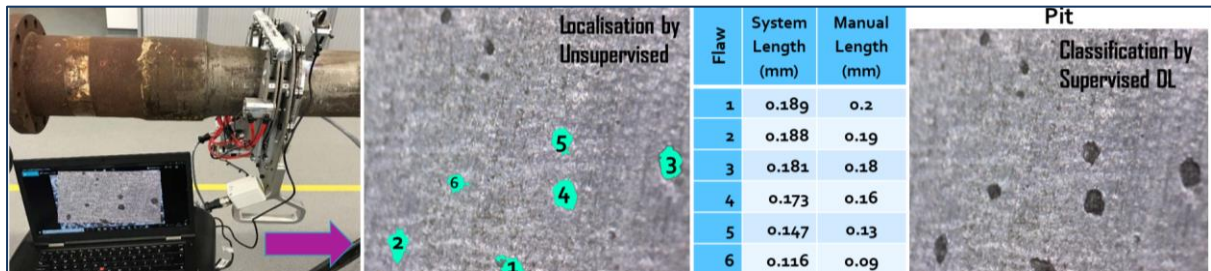 Localisation by
Unsupervised
5
3
6
4
2
1
Flaw System Length (mm) Manual Length (mm)
1 0.189 0.2
2 0.188 0.19
3 0.181 0.18
4 0.173 0.16
5 0.147 0.13
6 0.116 0.09
Pit
Classification by
Supervised DL